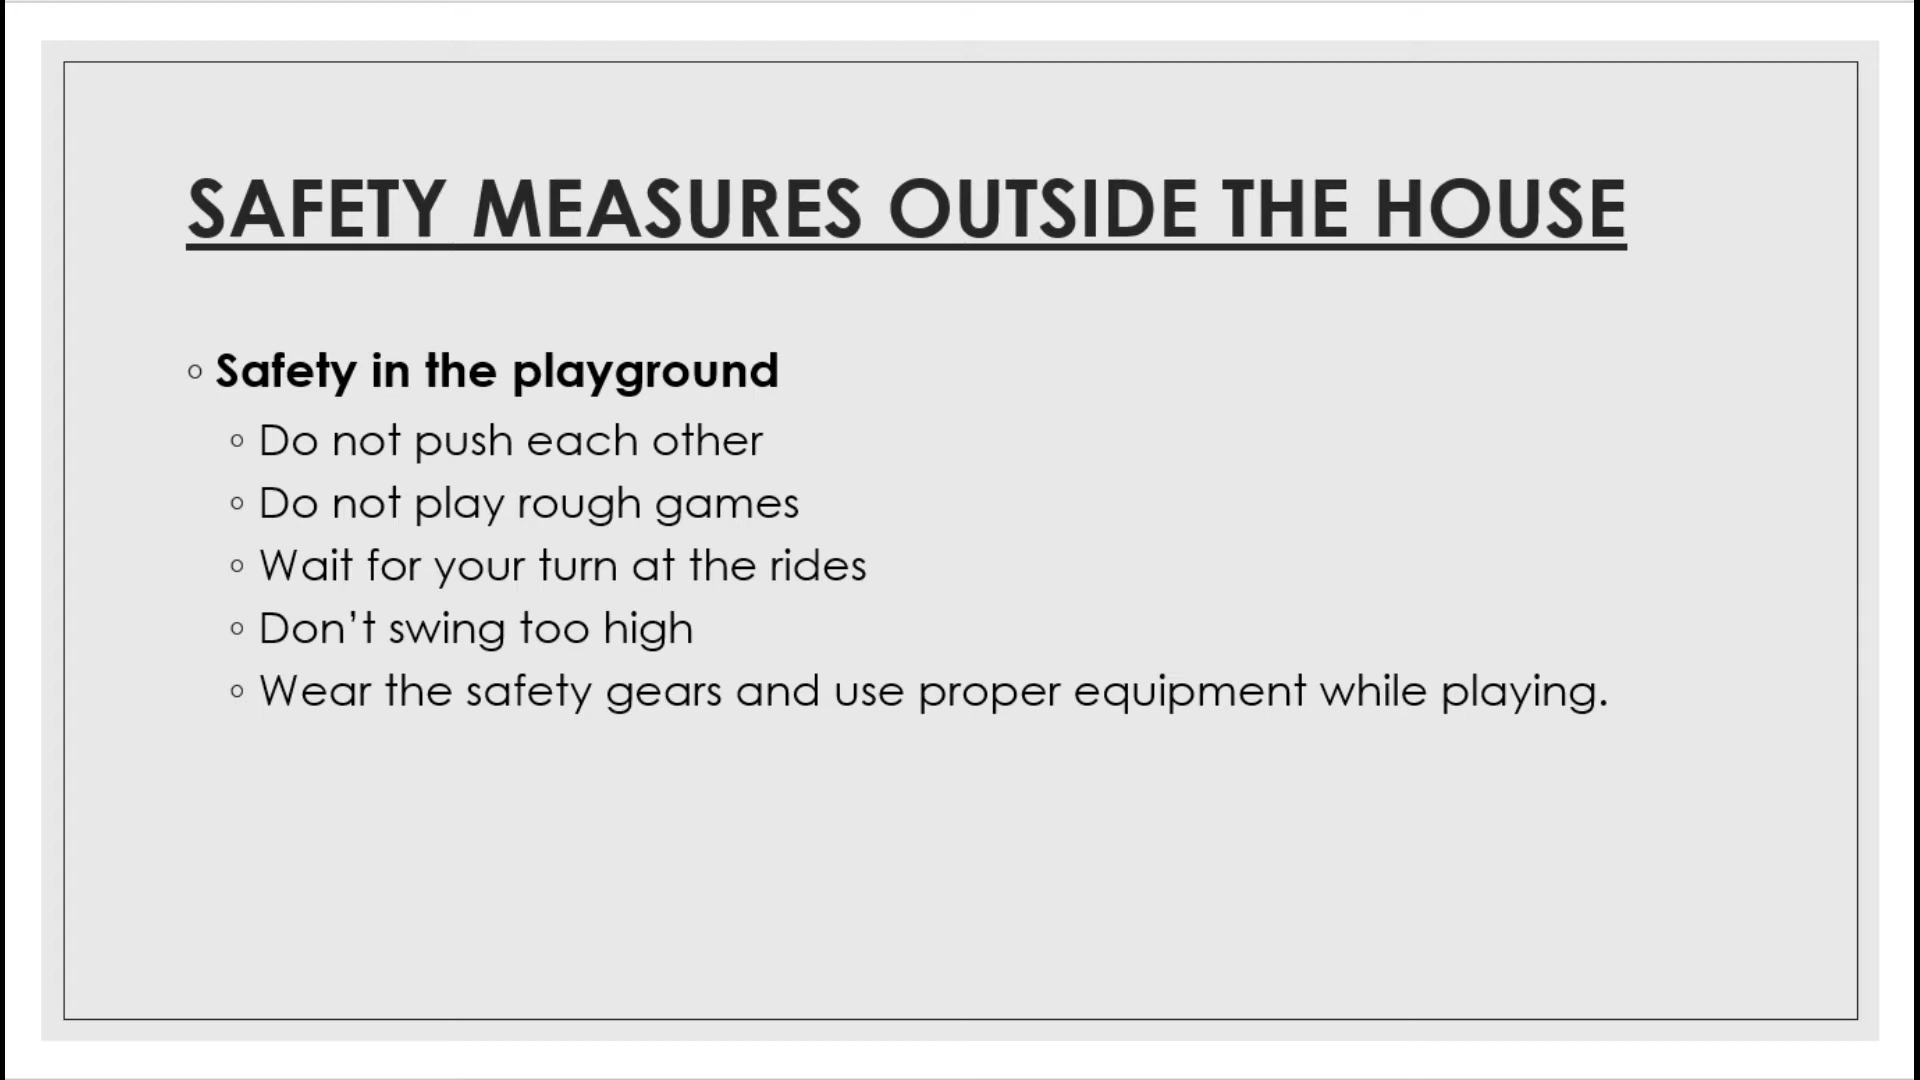 SAFETY MEASURES OUTSIDE THE HOUSE
◦ Safety in the playground
◦ Do not push each other
◦ Do not play rough games
◦ Wait for your turn at the rides
◦ Don’t swing too high
◦ Wear the safety gears and use proper equipment while playing.